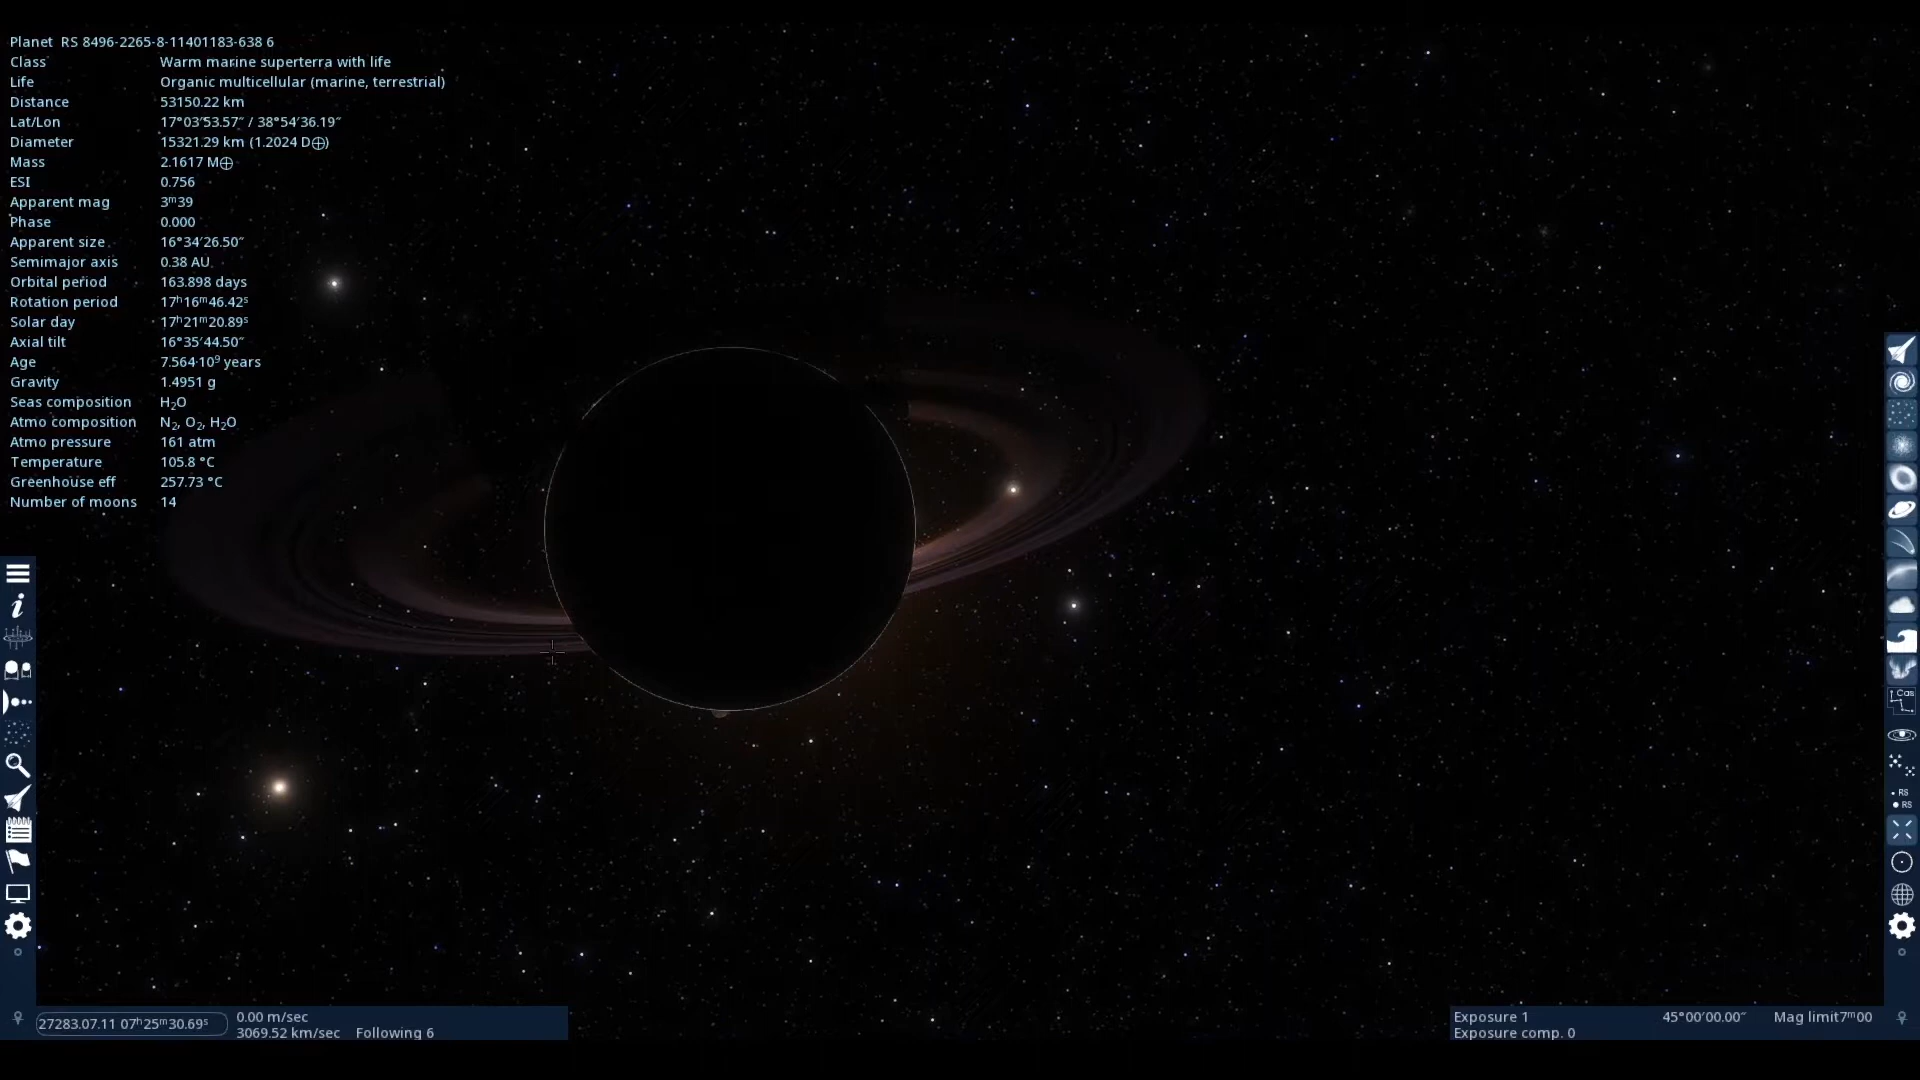 Planet RS 8496-2265-8-11401183-638 6
Class Warm marine superterra with life
Life Organic multicellular (marine, terrestrial)
Distance 53150.22 km
Lat/Lon 17°03′53.57″ / 38°54′36.19″
Diameter 15321.29 km (1.2024 D⊕)
Mass 2.1617 M⊕
ESI 0.756
Apparent mag 3ᵐ39
Phase 0.000
Apparent size 16°34′26.50″
Semimajor axis 0.38 AU
Orbital period 163.898 days
Rotation period 17ʰ16ᵐ46.42ˢ
Solar day 17ʰ21ᵐ20.89ˢ
Axial tilt 16°35′44.50″
Age 7.564·10⁹ years
Gravity 1.4951 g
Seas composition H₂O
Atmo composition N₂, O₂, H₂O
Atmo pressure 161 atm
Temperature 105.8 °C
Greenhouse eff 257.73 °C
Number of moons 14
Cas
RS
RS
27283.07.11 07ʰ25ᵐ30.69ˢ
0.00 m/sec
3069.52 km/sec Following 6
Exposure 1 45°00′00.00″ Mag limit7ᵐ00
Exposure comp. 0